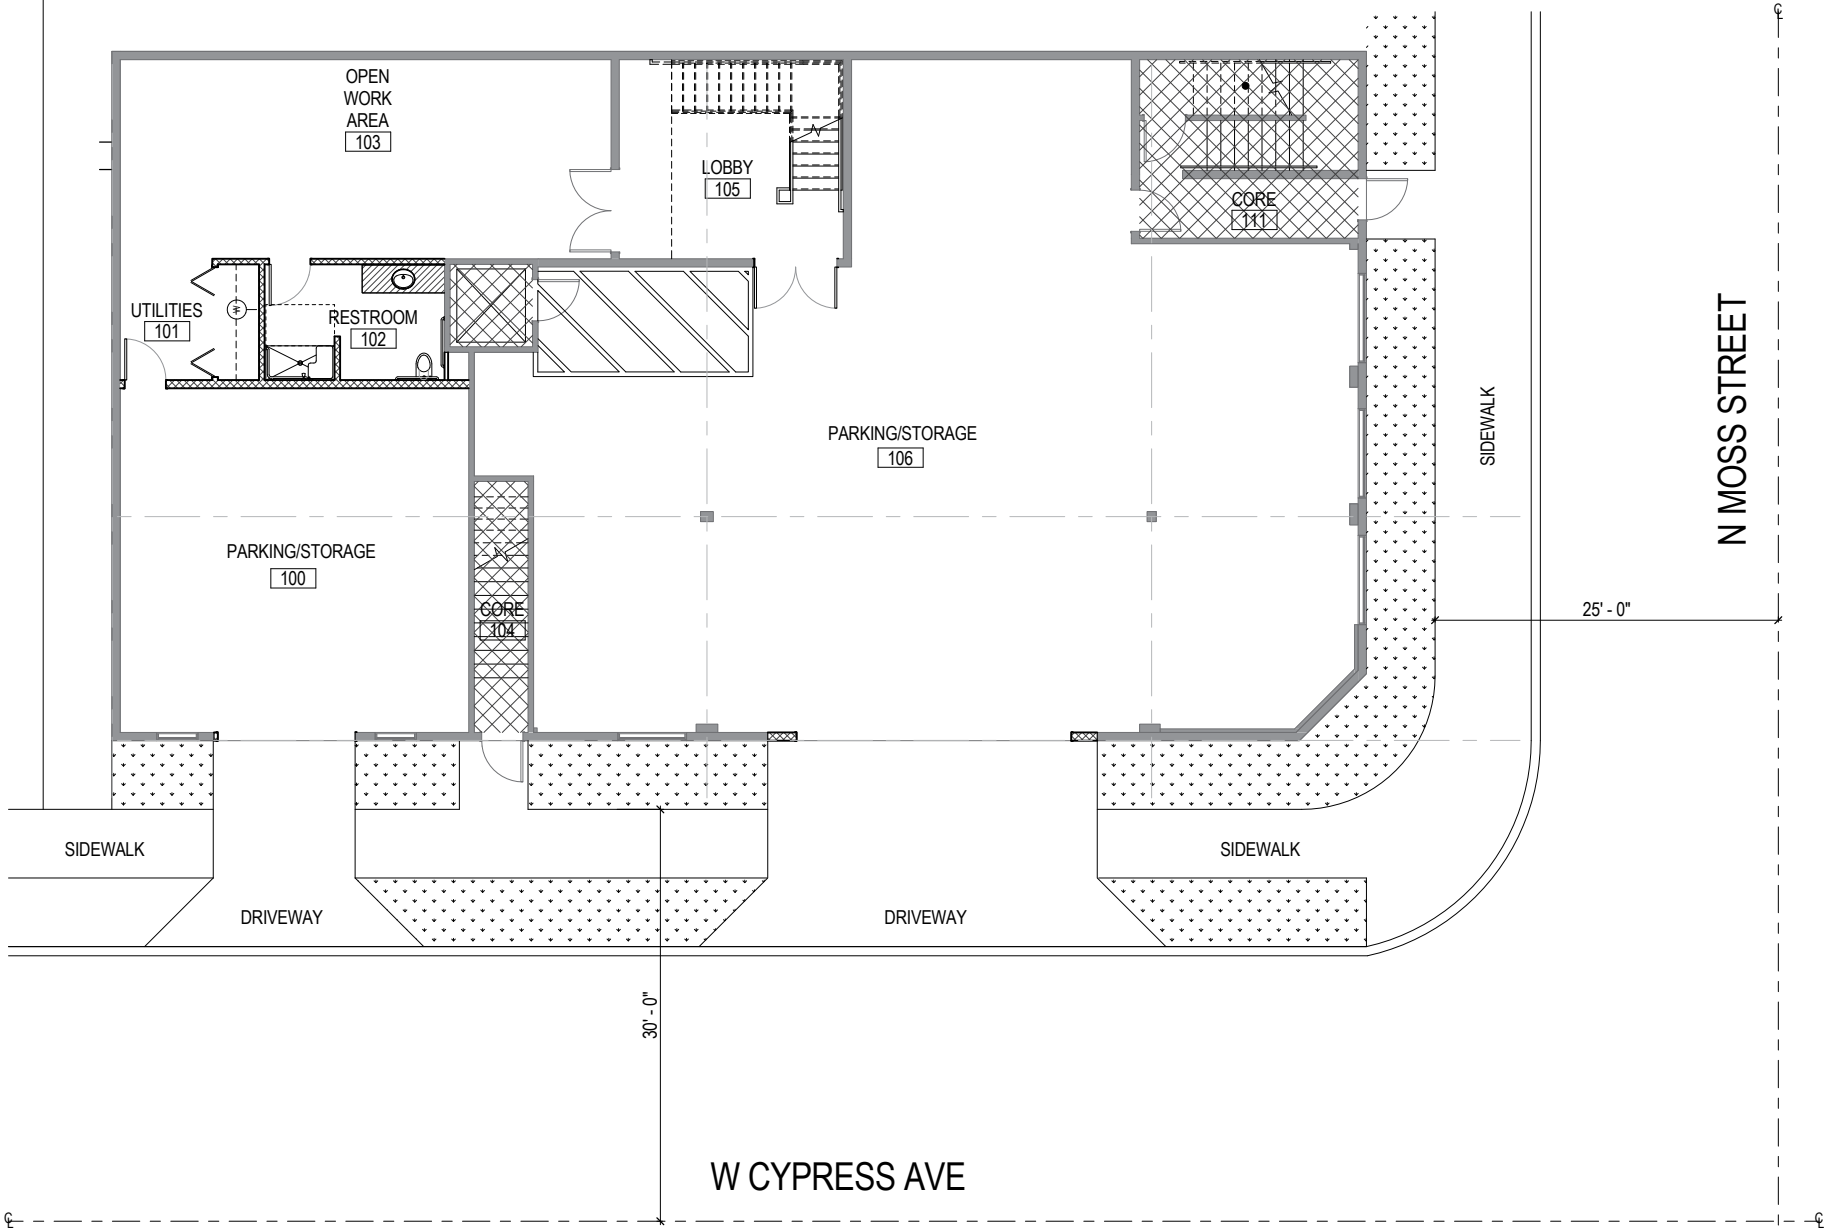 ℄
OPEN
WORK
AREA
103
LOBBY
105
CORE
111
UTILITIES
101
RESTROOM
102
W
N MOSS STREET
SIDEWALK
PARKING/STORAGE
106
PARKING/STORAGE
100
CORE
104
25' - 0"
SIDEWALK
SIDEWALK
DRIVEWAY
DRIVEWAY
30' - 0"
W CYPRESS AVE
℄
℄